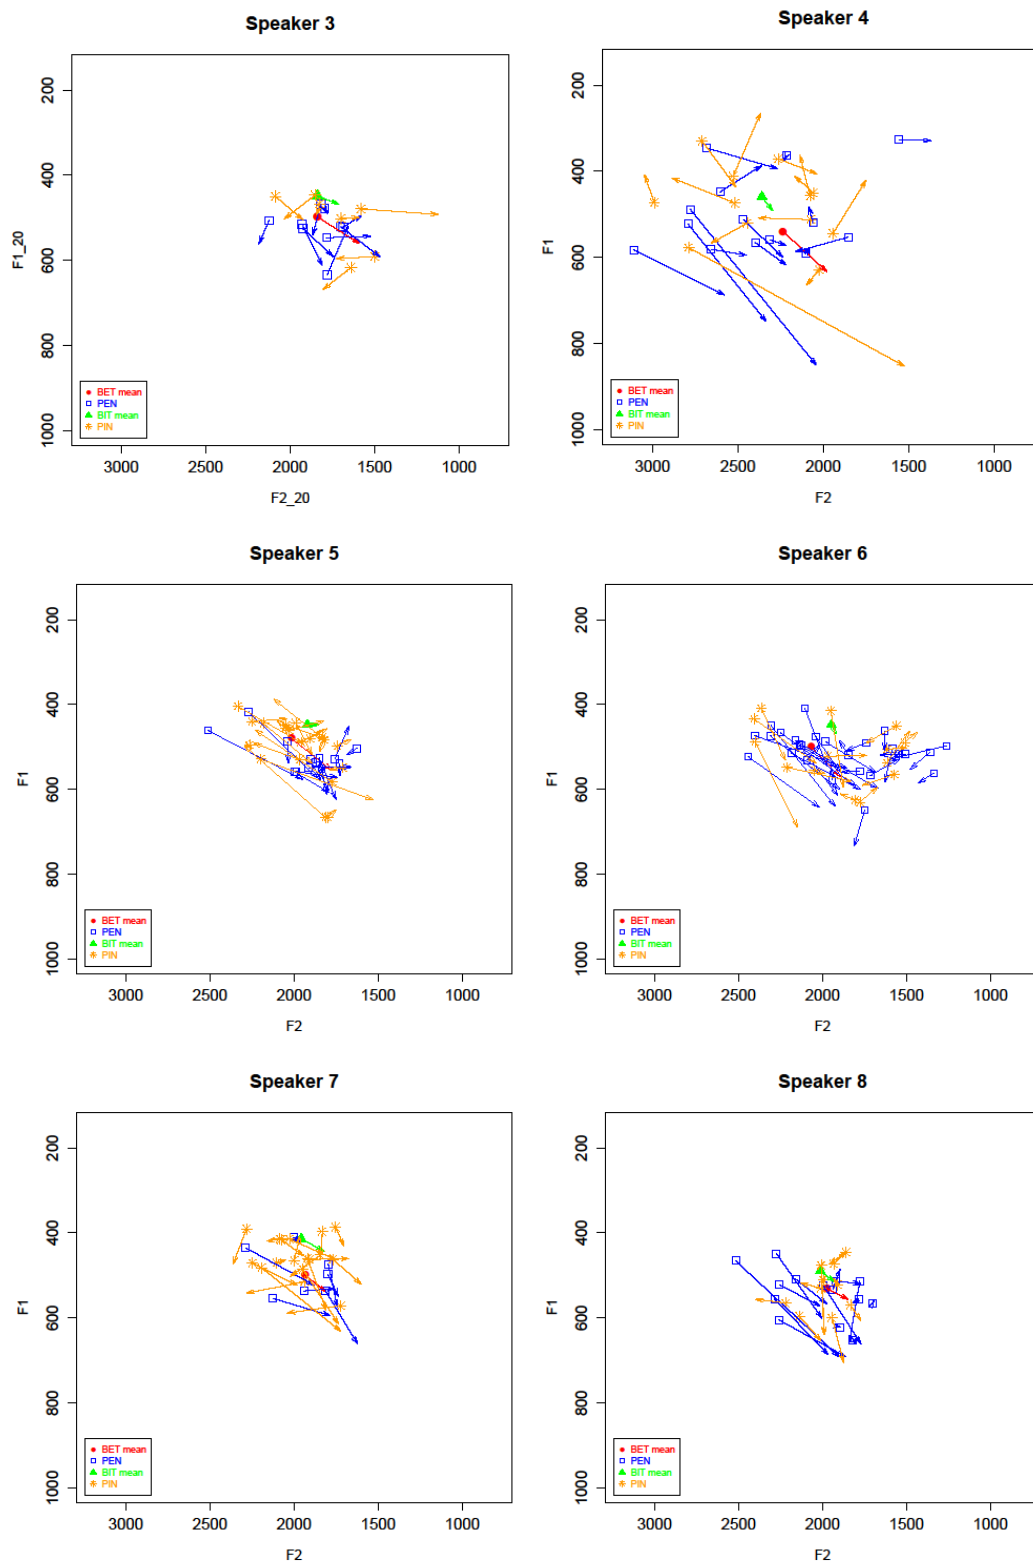 Speaker 3
200
400
600
800
1000
F1_20
BET mean
PEN
BIT mean
PIN
3000 2500 2000 1500 1000
F2_20
Speaker 4
200
400
600
800
1000
F1
BET mean
PEN
BIT mean
PIN
3000 2500 2000 1500 1000
F2
Speaker 5
200
400
600
800
1000
F1
BET mean
PEN
BIT mean
PIN
3000 2500 2000 1500 1000
F2
Speaker 6
200
400
600
800
1000
F1
BET mean
PEN
BIT mean
PIN
3000 2500 2000 1500 1000
F2
Speaker 7
200
400
600
800
1000
F1
BET mean
PEN
BIT mean
PIN
3000 2500 2000 1500 1000
F2
Speaker 8
200
400
600
800
1000
F1
BET mean
PEN
BIT mean
PIN
3000 2500 2000 1500 1000
F2